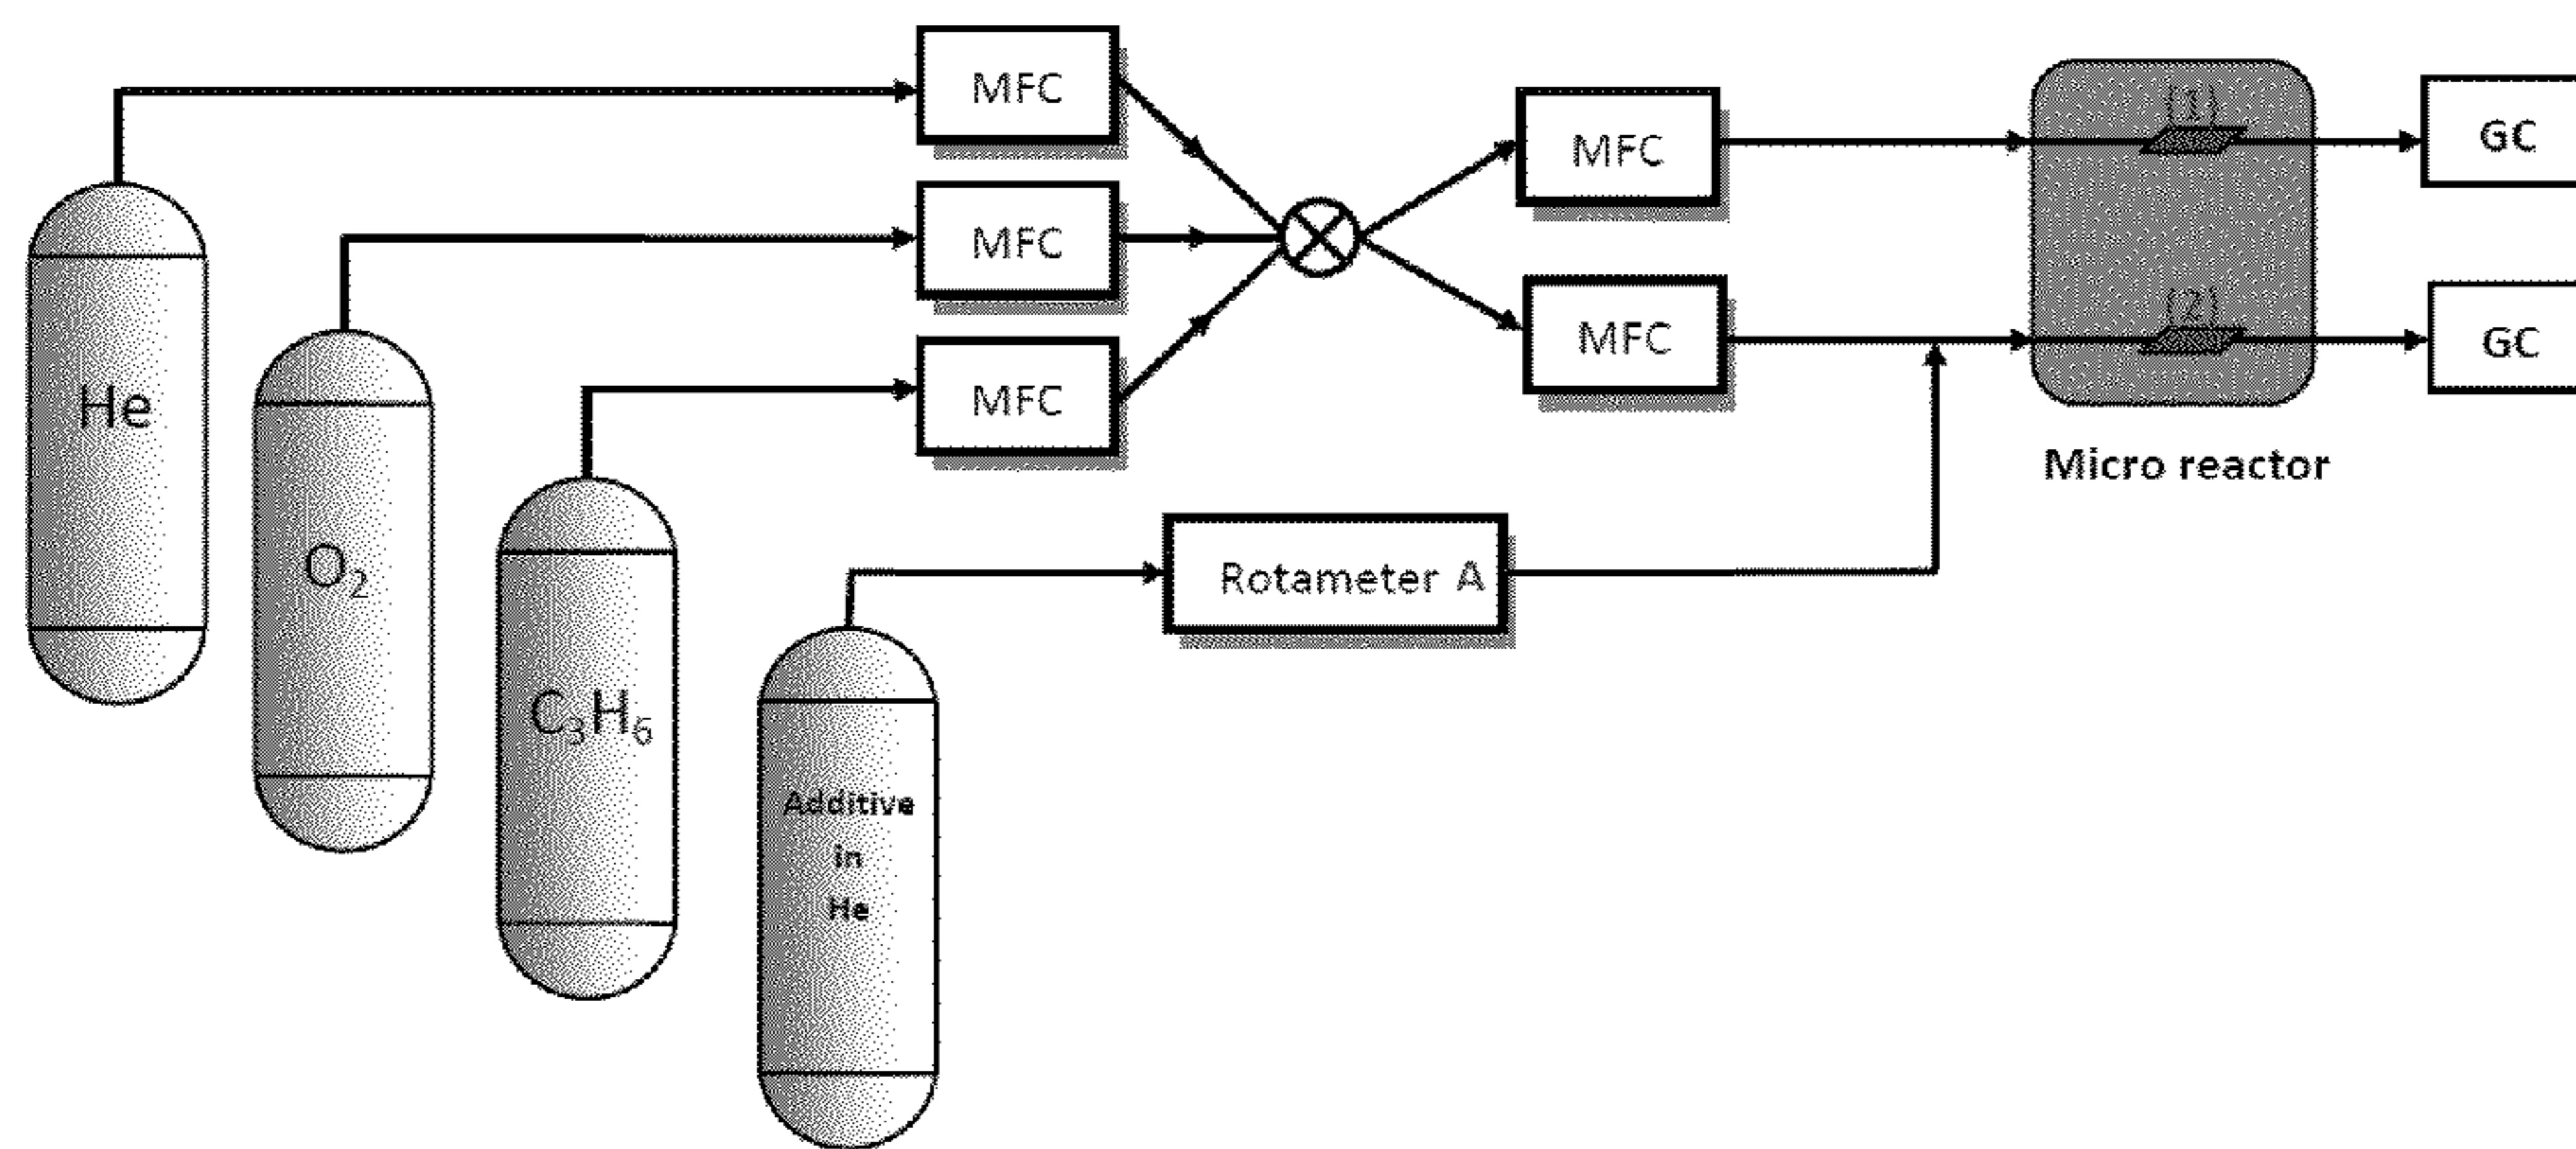 MFC
MFC
MFC
MFC
MFC
{1}
{2}
GC
GC
Micro reactor
He
O₂
C₃H₆
Additive
in
He
Rotameter A